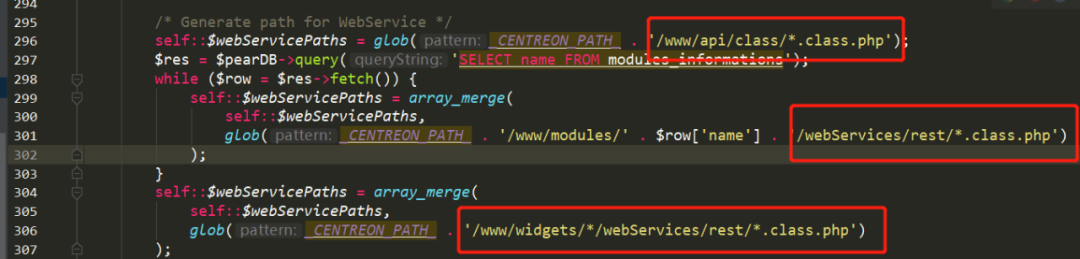 294
295 /* Generate path for WebService */
296 self::$webServicePaths = glob( pattern: _CENTREON_PATH_ . '/www/api/class/*.class.php');
297 $res = $pearDB->query( queryString: 'SELECT name FROM modules_informations');
298 while ($row = $res->fetch()) {
299 self::$webServicePaths = array_merge(
300 self::$webServicePaths,
301 glob( pattern: _CENTREON_PATH_ . '/www/modules/' . $row['name'] . '/webServices/rest/*.class.php')
302 );
303 }
304 self::$webServicePaths = array_merge(
305 self::$webServicePaths,
306 glob( pattern: _CENTREON_PATH_ . '/www/widgets/*/webServices/rest/*.class.php')
307 );